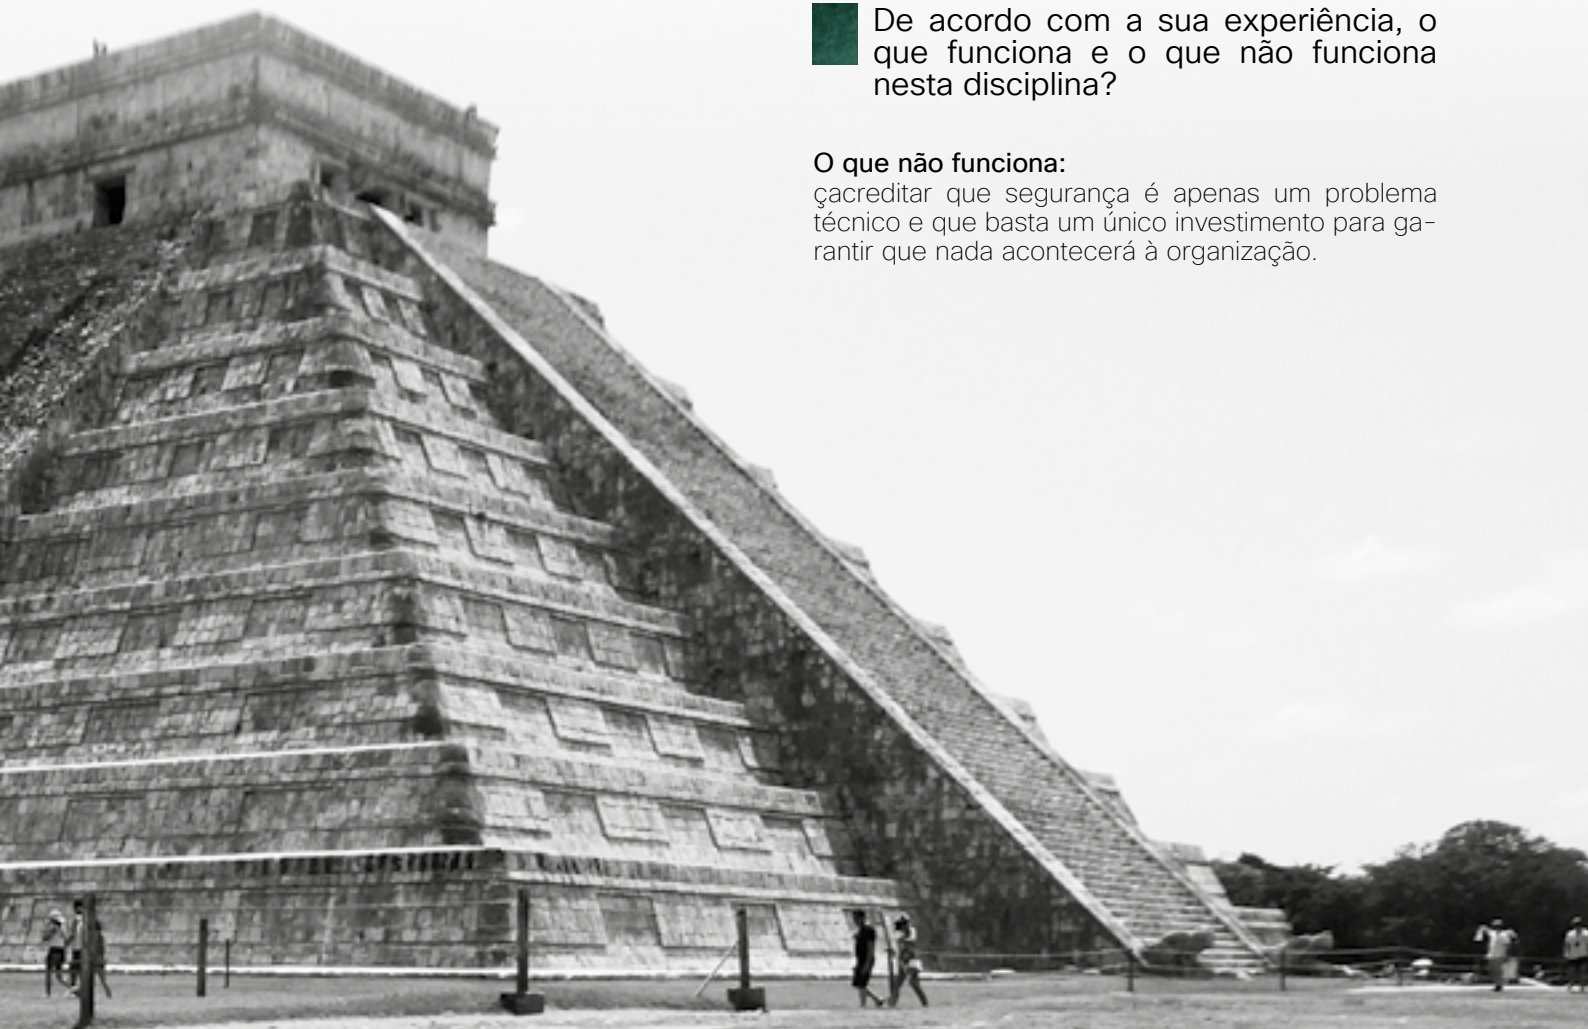 De acordo com a sua experiência, o
que funciona e o que não funciona
nesta disciplina?
O que não funciona:
çacreditar que segurança é apenas um problema
técnico e que basta um único investimento para ga-
rantir que nada acontecerá à organização.